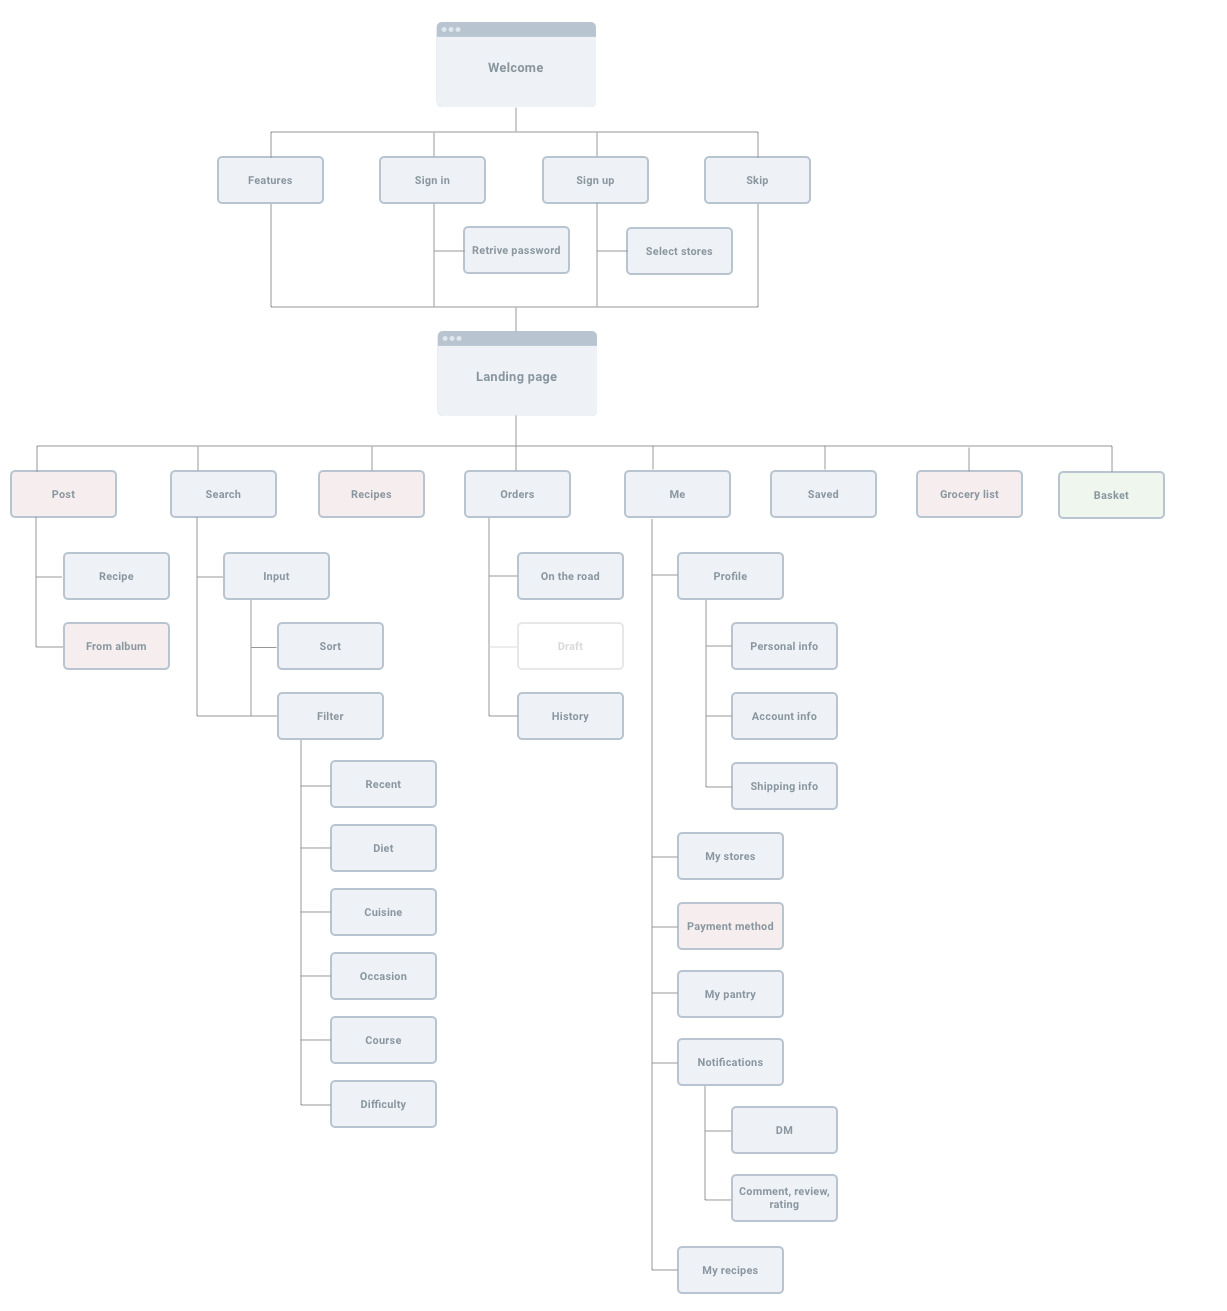 Welcome
Features
Sign in
Sign up
Skip
Retrive password
Select stores
Landing page
Post
Search
Recipes
Orders
Me
Saved
Grocery list
Basket
Recipe
Input
On the road
Profile
From album
Sort
Draft
Personal info
Filter
History
Account info
Recent
Shipping info
Diet
My stores
Cuisine
Payment method
Occasion
My pantry
Course
Notifications
Difficulty
DM
Comment, review,
rating
My recipes